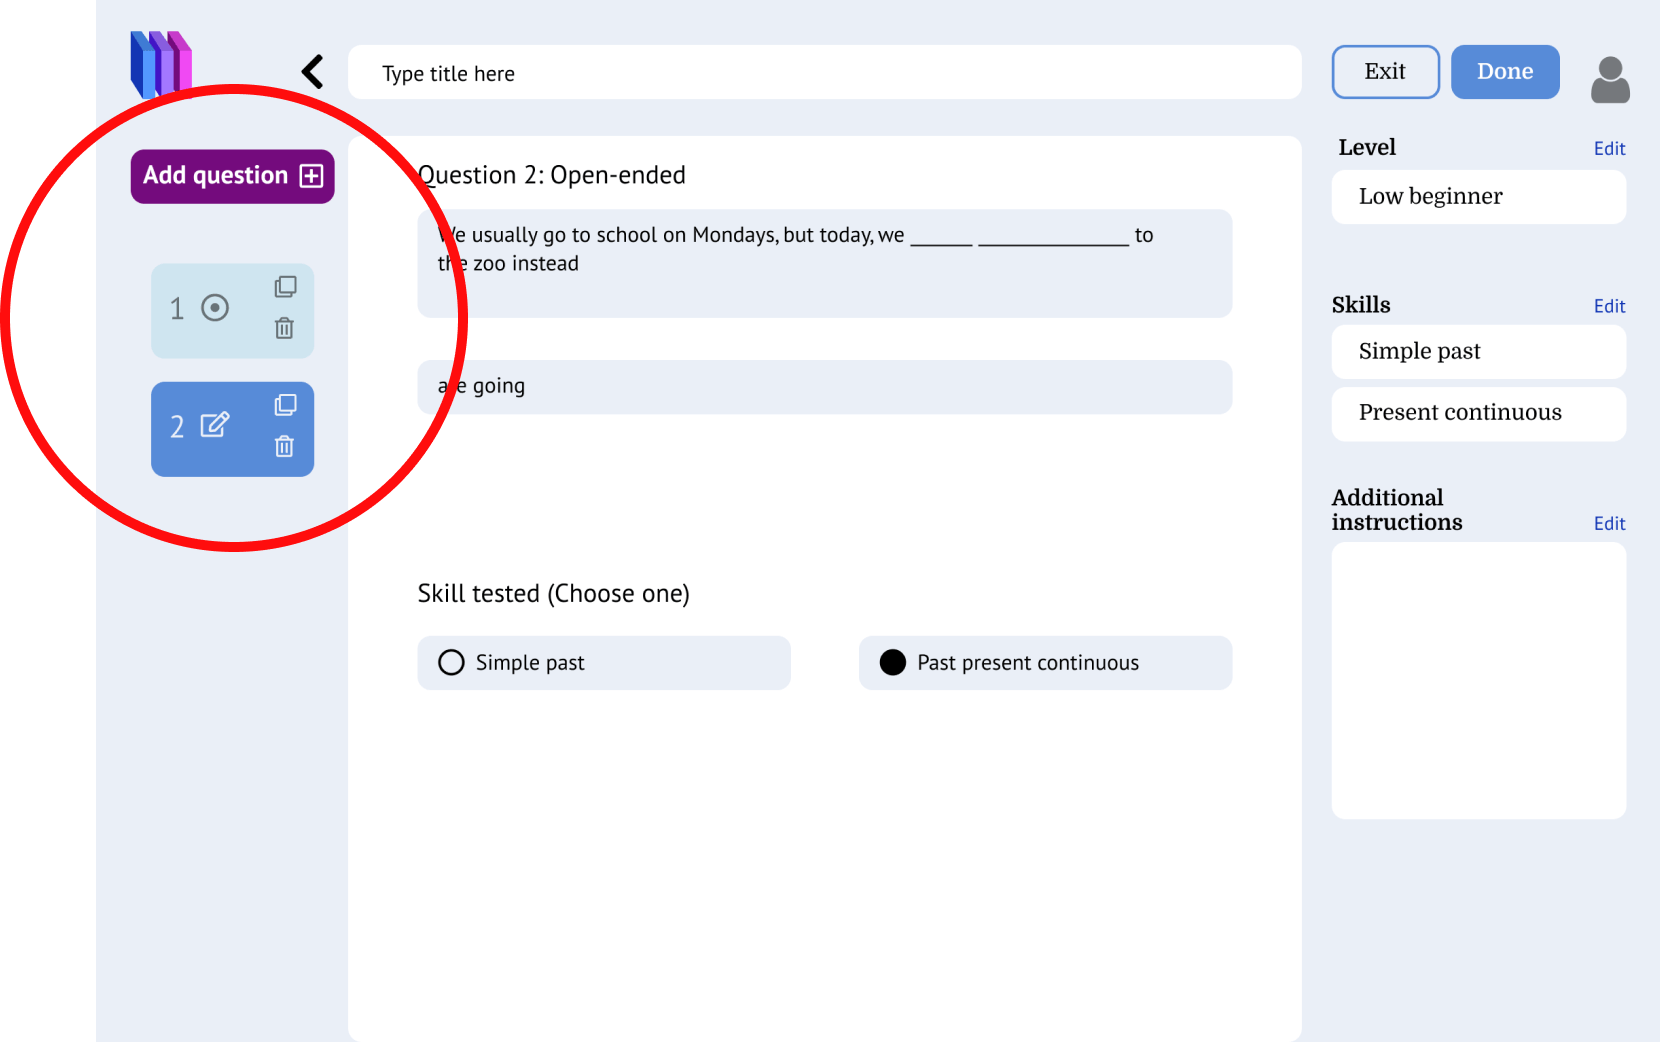 Type title here
Exit
Done
Add question
1
2
Question 2: Open-ended
We usually go to school on Mondays, but today, we ______ ______________ to
the zoo instead
are going
Skill tested (Choose one)
Simple past
Past present continuous
Level
Edit
Low beginner
Skills
Edit
Simple past
Present continuous
Additional
instructions
Edit